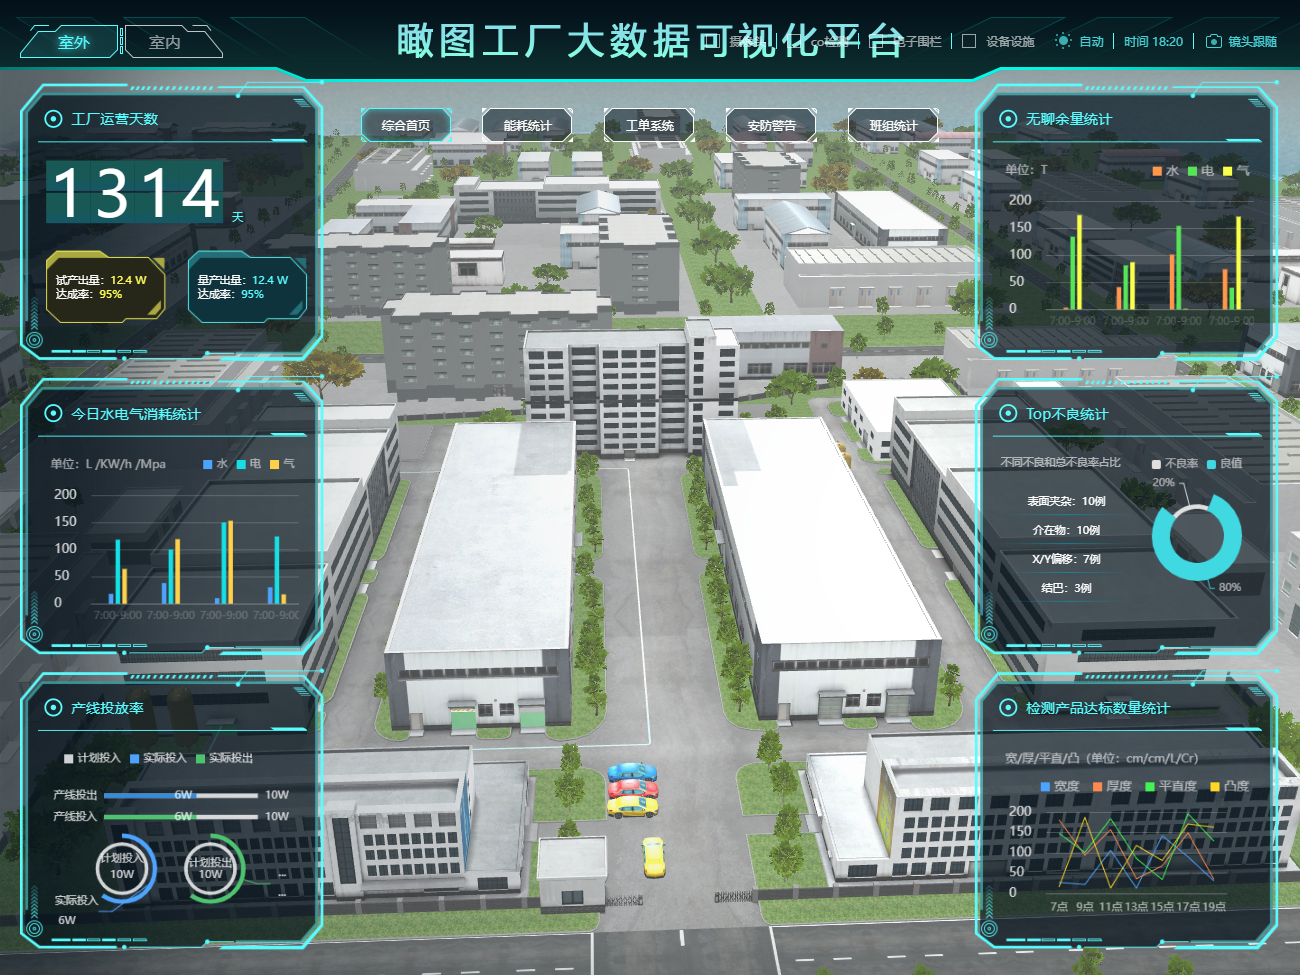 瞰图工厂大数据可视化平台
室外
室内
电子围栏
设备设施
自动
时间 18:20
镜头跟随
综合首页
能耗统计
工单系统
安防警告
班组统计
工厂运营天数
1314
天
试产出量：12.4 W
达成率：95%
量产出量：12.4 W
达成率：95%
今日水电气消耗统计
单位：L /KW/h /Mpa
水 电 气
200
150
100
50
0
7:00-9:00 7:00-9:00 7:00-9:00 7:00-9:00
产线投放率
计划投入 实际投入 实际投出
产线投出 6W 10W
产线投入 6W 10W
计划投入
10W
计划投出
10W
...
...
实际投入
6W
无聊余量统计
单位：T
水 电 气
200
150
100
50
0
7:00-9:00 7:00-9:00 7:00-9:00 7:00-9:00
Top不良统计
不同不良和总不良率占比
不良率 良值
20%
表面夹杂：10例
介在物：10例
X/Y偏移：7例
结巴：3例
80%
检测产品达标数量统计
宽/厚/平直/凸（单位：cm/cm/L/Cr）
宽度 厚度 平直度 凸度
200
150
100
50
0
7点 9点 11点 13点 15点 17点 19点